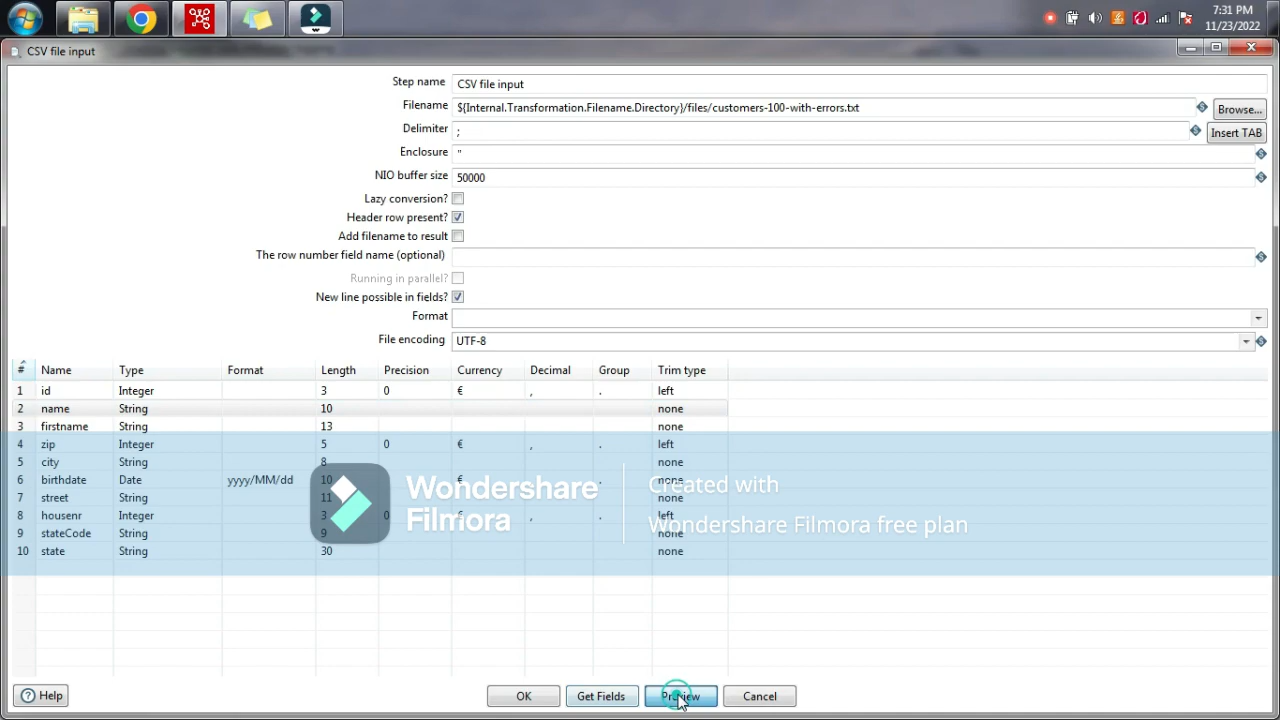 7:31 PM
11/23/2022
CSV file input
Step name CSV file input
Filename ${Internal.Transformation.Filename.Directory}/files/customers-100-with-errors.txt Browse...
Delimiter ; Insert TAB
Enclosure "
NIO buffer size 50000
Lazy conversion?
Header row present?
Add filename to result
The row number field name (optional)
Running in parallel?
New line possible in fields?
Format
File encoding UTF-8
# Name Type Format Length Precision Currency Decimal Group Trim type
1 id Integer 3 0 € , . left
2 name String 10 none
3 firstname String 13 none
4 zip Integer 5 0 € , . left
5 city String 8 none
6 birthdate Date yyyy/MM/dd 10 € none
7 street String 11 none
8 housenr Integer 3 0 € , . left
9 stateCode String 9 none
10 state String 30 none
Wondershare Filmora
Created with
Wondershare Filmora free plan
Help OK Get Fields Preview Cancel